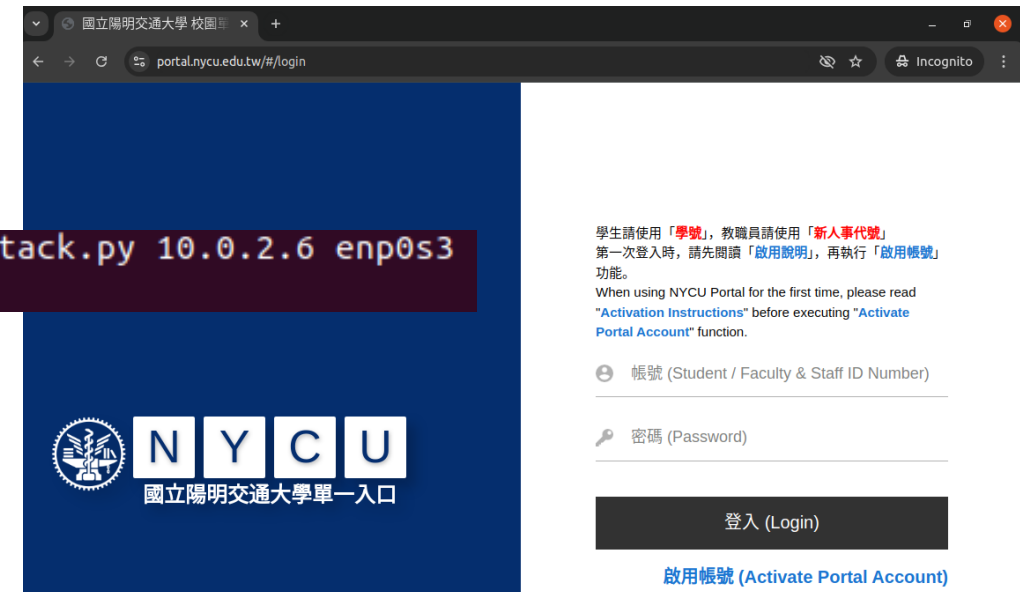 國立陽明交通大學 校園
portal.nycu.edu.tw/#/login
Incognito
tack.py 10.0.2.6 enp0s3
N Y C U
國立陽明交通大學單一入口
學生請使用「學號」，教職員請使用「新人事代號」
第一次登入時，請先閱讀「啟用說明」，再執行「啟用帳號」
功能。
When using NYCU Portal for the first time, please read
"Activation Instructions" before executing "Activate
Portal Account" function.
帳號 (Student / Faculty & Staff ID Number)
密碼 (Password)
登入 (Login)
啟用帳號 (Activate Portal Account)